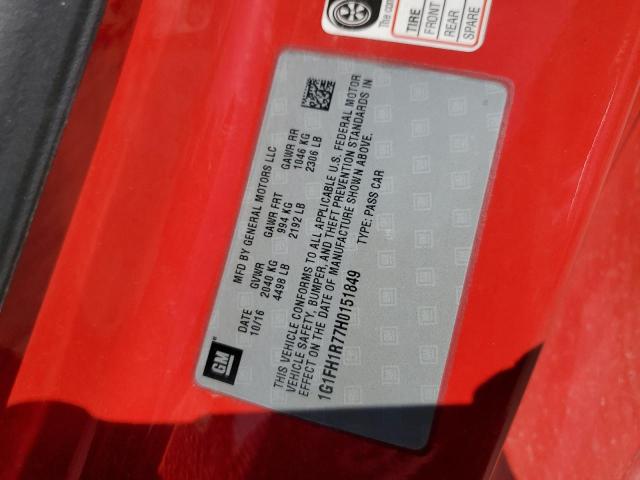 The con
TIRE
FRONT
REAR
SPARE
GM
MFD BY GENERAL MOTORS LLC
DATE GVWR GAWR FRT GAWR RR
10/16 2040 KG 994 KG 1046 KG
4498 LB 2192 LB 2306 LB
THIS VEHICLE CONFORMS TO ALL APPLICABLE U.S. FEDERAL MOTOR
VEHICLE SAFETY, BUMPER, AND THEFT PREVENTION STANDARDS IN
EFFECT ON THE DATE OF MANUFACTURE SHOWN ABOVE.
1G1FH1R77H0151849 TYPE: PASS CAR